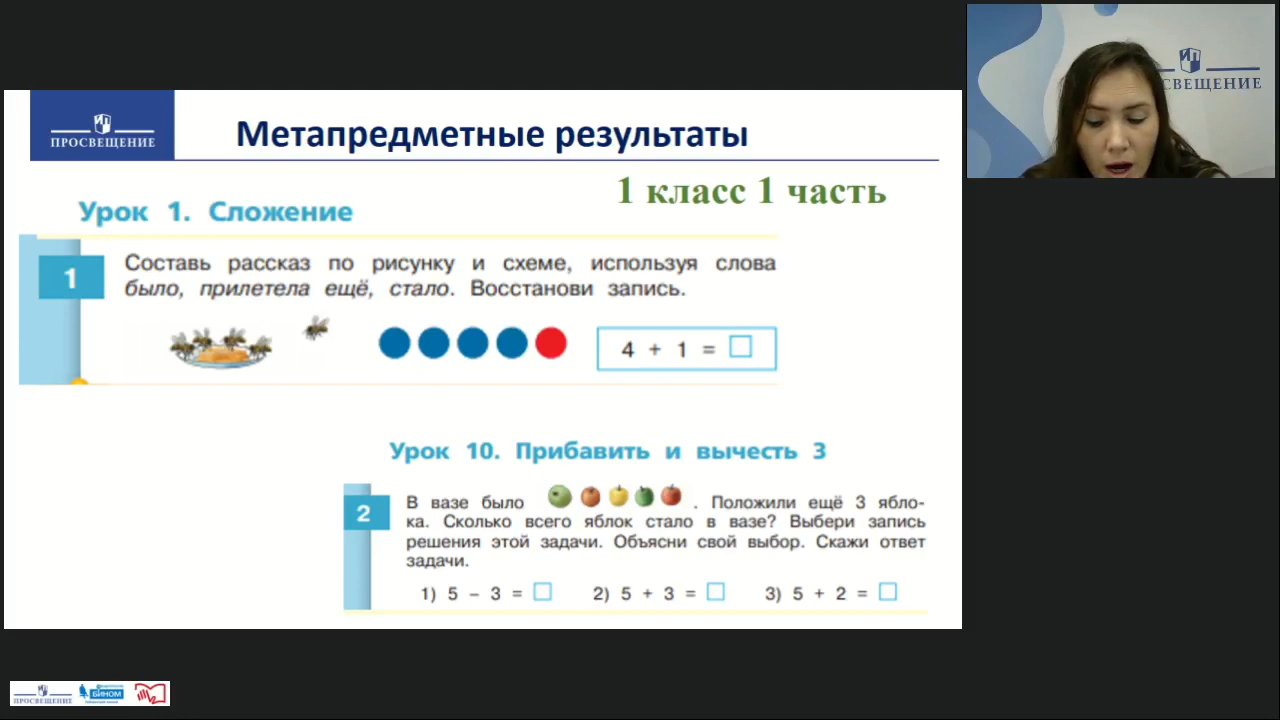 ПРОСВЕЩЕНИЕ
Метапредметные результаты
1 класс 1 часть
Урок 1. Сложение
1
Составь рассказ по рисунку и схеме, используя слова
было, прилетела ещё, стало. Восстанови запись.
4 + 1 =
Урок 10. Прибавить и вычесть 3
2
В вазе было . Положили ещё 3 ябло-
ка. Сколько всего яблок стало в вазе? Выбери запись
решения этой задачи. Объясни свой выбор. Скажи ответ
задачи.
1) 5 – 3 = 2) 5 + 3 = 3) 5 + 2 =
СВЕЩЕНИЕ
ПРОСВЕЩЕНИЕ
БИНОМ